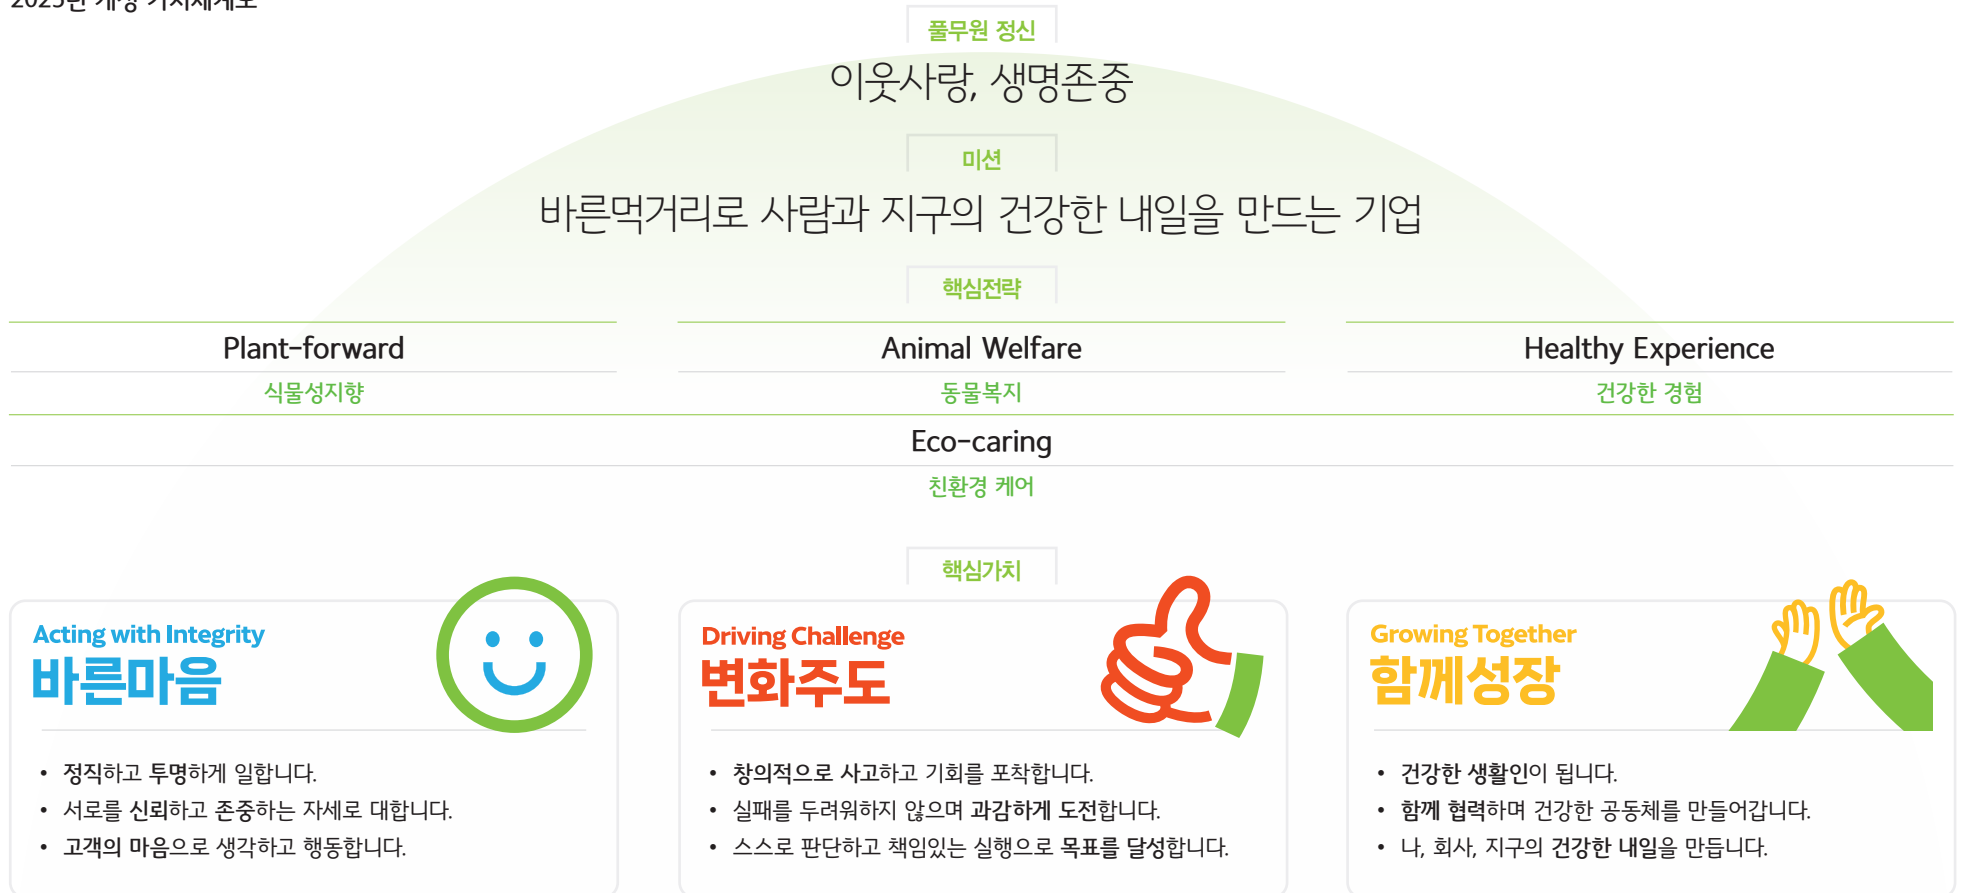 2025년 개정 가치체계도
풀무원 정신
이웃사랑, 생명존중
미션
바른먹거리로 사람과 지구의 건강한 내일을 만드는 기업
핵심전략
Plant-forward
식물성지향
Animal Welfare
동물복지
Healthy Experience
건강한 경험
Eco-caring
친환경 케어
핵심가치
Acting with Integrity
바른마음
• 정직하고 투명하게 일합니다.
• 서로를 신뢰하고 존중하는 자세로 대합니다.
• 고객의 마음으로 생각하고 행동합니다.
Driving Challenge
변화주도
• 창의적으로 사고하고 기회를 포착합니다.
• 실패를 두려워하지 않으며 과감하게 도전합니다.
• 스스로 판단하고 책임있는 실행으로 목표를 달성합니다.
Growing Together
함께성장
• 건강한 생활인이 됩니다.
• 함께 협력하며 건강한 공동체를 만들어갑니다.
• 나, 회사, 지구의 건강한 내일을 만듭니다.